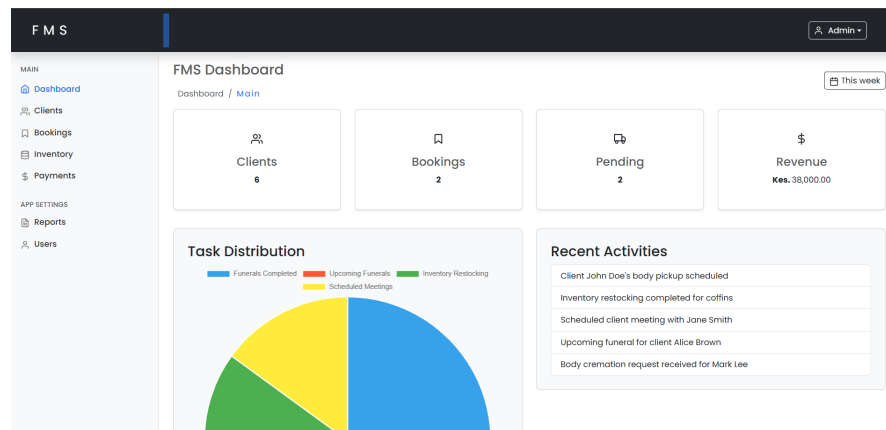 FMS
Admin
MAIN
Dashboard
Clients
Bookings
Inventory
Payments
APP SETTINGS
Reports
Users
FMS Dashboard
Dashboard / Main
This week
Clients
6
Bookings
2
Pending
2
Revenue
Kes. 38,000.00
Task Distribution
Funerals Completed Upcoming Funerals Inventory Restocking
Scheduled Meetings
Recent Activities
Client John Doe's body pickup scheduled
Inventory restocking completed for coffins
Scheduled client meeting with Jane Smith
Upcoming funeral for client Alice Brown
Body cremation request received for Mark Lee